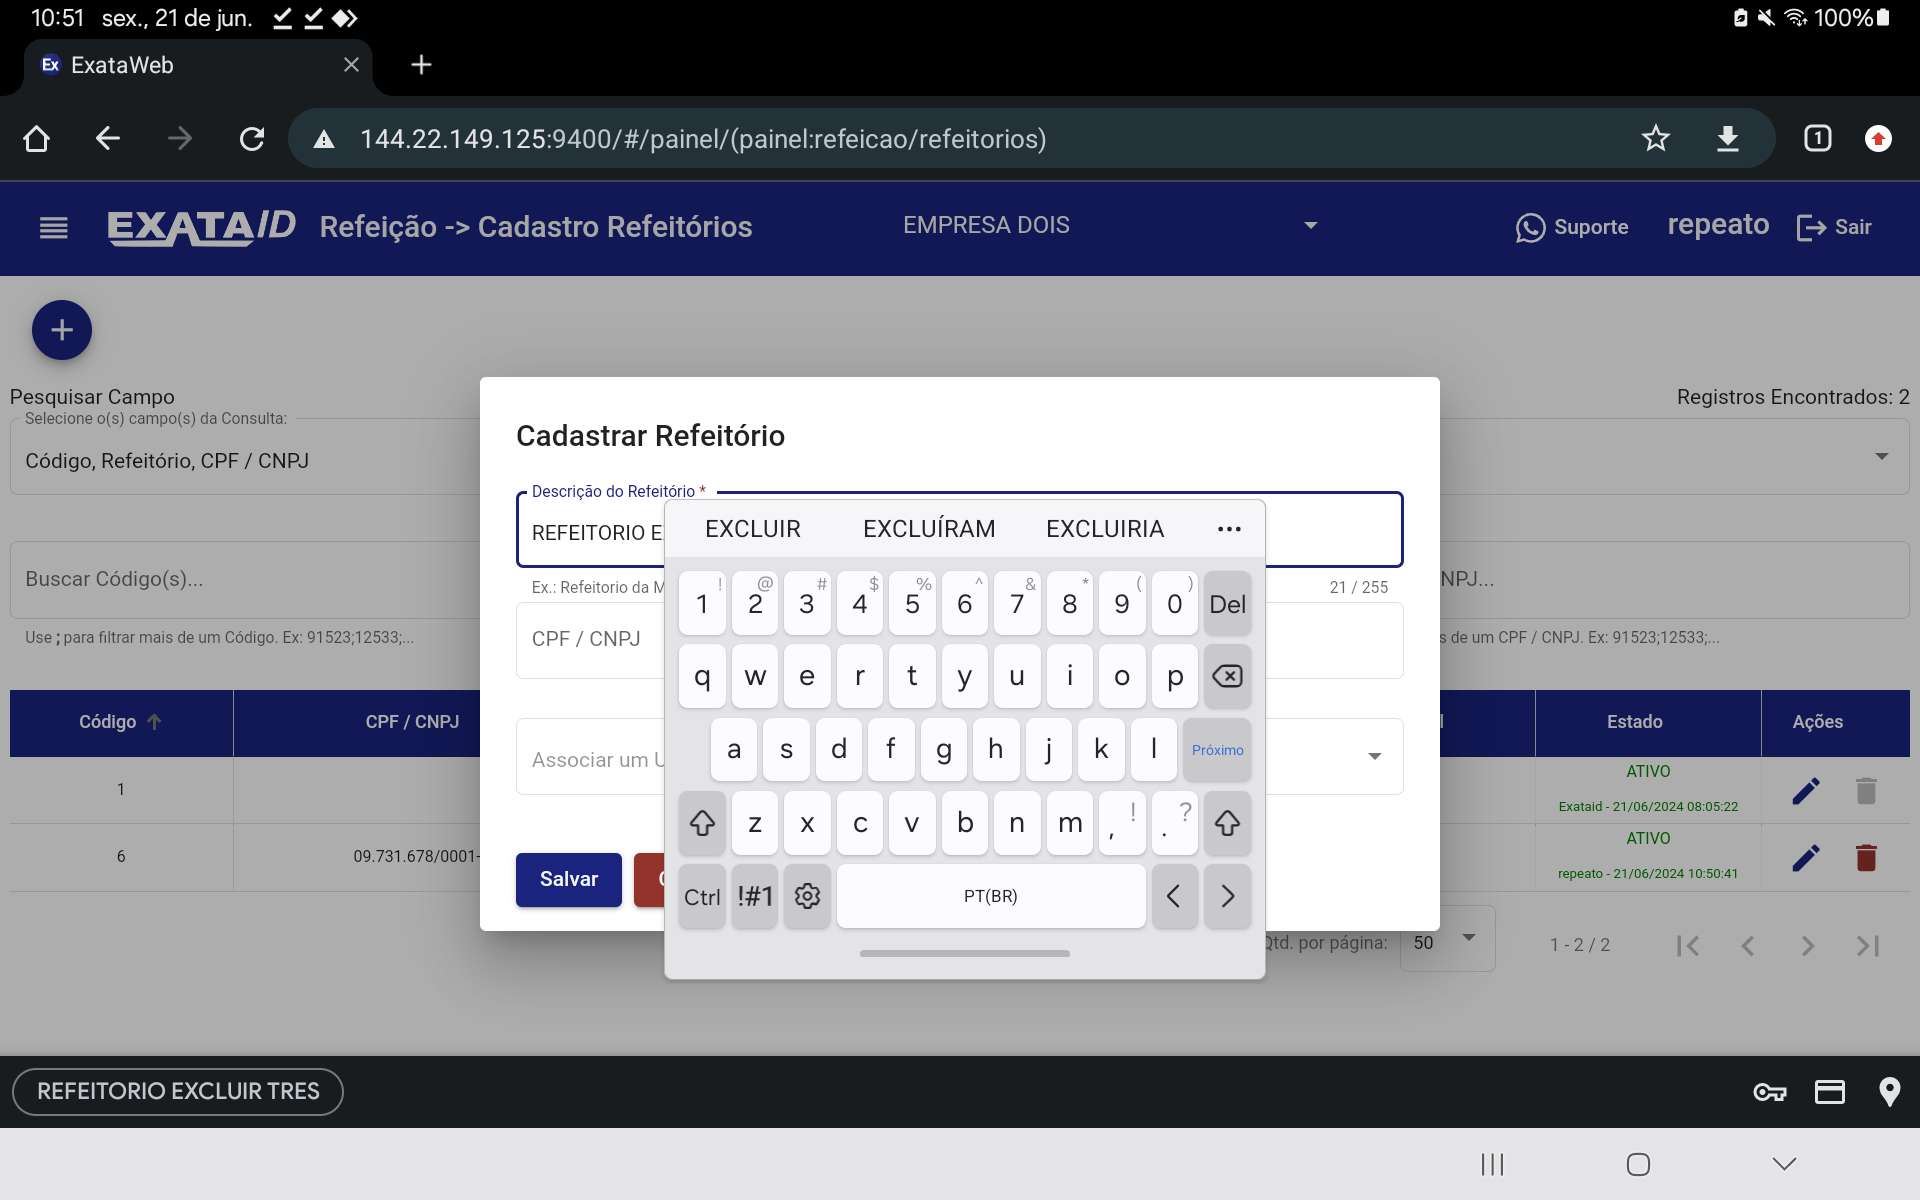 10:51 sex., 21 de jun. 100%
Ex ExataWeb
144.22.149.125:9400/#/painel/(painel:refeicao/refeitorios) 1
EXATA/ID Refeição -> Cadastro Refeitórios EMPRESA DOIS Suporte repeato Sair
+
Pesquisar Campo Registros Encontrados: 2
Selecione o(s) campo(s) da Consulta:
Código, Refeitório, CPF / CNPJ
Cadastrar Refeitório
Descrição do Refeitório *
REFEITORIO E
EXCLUIR EXCLUÍRAM EXCLUIRIA ...
Buscar Código(s)... NPJ...
Ex.: Refeitorio da M 21 / 255
Use ; para filtrar mais de um Código. Ex: 91523;12533;... s de um CPF / CNPJ. Ex: 91523;12533;...
CPF / CNPJ
! @ # $ % ^ & * ( )
1 2 3 4 5 6 7 8 9 0 Del
q w e r t y u i o p
a s d f g h j k l Próximo
z x c v b n m , ! . ?
Ctrl !#1 PT(BR) < >
Associar um U
Salvar
Código CPF / CNPJ Estado Ações
1 ATIVO
Exataid - 21/06/2024 08:05:22
6 09.731.678/0001- ATIVO
repeato - 21/06/2024 10:50:41
Qtd. por página: 50 1 - 2 / 2
REFEITORIO EXCLUIR TRES